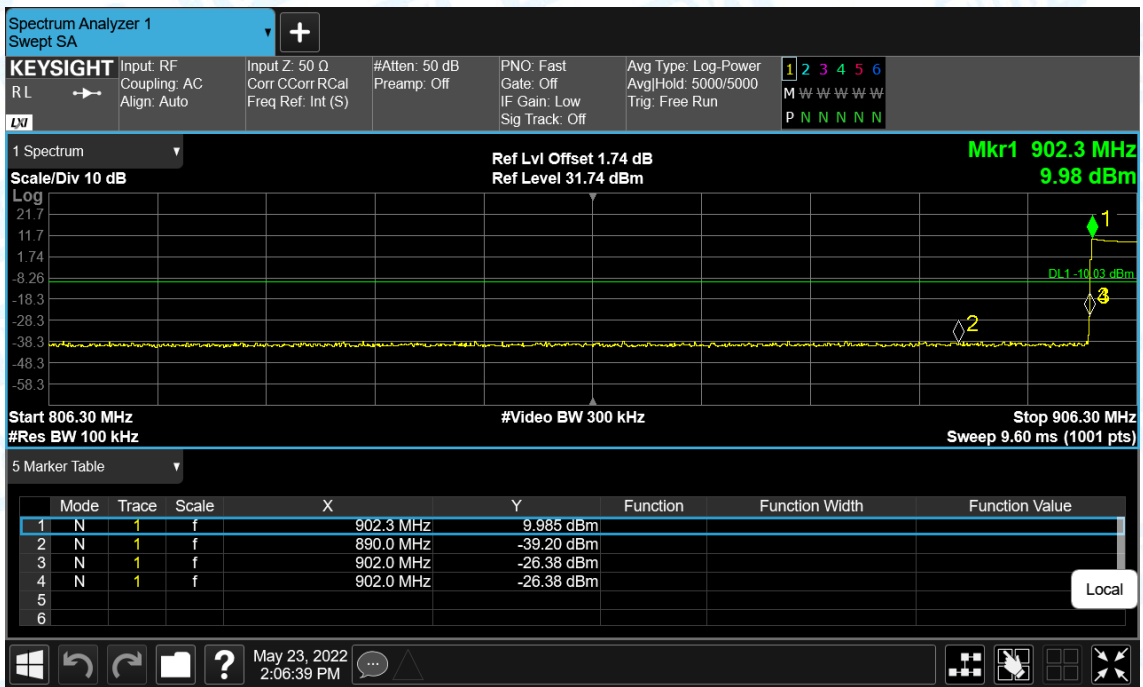 Spectrum Analyzer 1
Swept SA
+
KEYSIGHT
RL
LXI
Input: RF
Coupling: AC
Align: Auto
Input Z: 50 Ω
Corr CCorr RCal
Freq Ref: Int (S)
#Atten: 50 dB
Preamp: Off
PNO: Fast
Gate: Off
IF Gain: Low
Sig Track: Off
Avg Type: Log-Power
Avg|Hold: 5000/5000
Trig: Free Run
1 2 3 4 5 6
M W W W W W
P N N N N N
1 Spectrum
Scale/Div 10 dB
Ref Lvl Offset 1.74 dB
Ref Level 31.74 dBm
Mkr1 902.3 MHz
9.98 dBm
Log
21.7
11.7
1.74
-8.26
-18.3
-28.3
-38.3
-48.3
-58.3
1
DL1 -10.03 dBm
2
Start 806.30 MHz
#Res BW 100 kHz
#Video BW 300 kHz
Stop 906.30 MHz
Sweep 9.60 ms (1001 pts)
5 Marker Table
Mode Trace Scale X Y Function Function Width Function Value
1 N 1 f 902.3 MHz 9.985 dBm
2 N 1 f 890.0 MHz -39.20 dBm
3 N 1 f 902.0 MHz -26.38 dBm
4 N 1 f 902.0 MHz -26.38 dBm
5
6
Local
?
May 23, 2022
2:06:39 PM